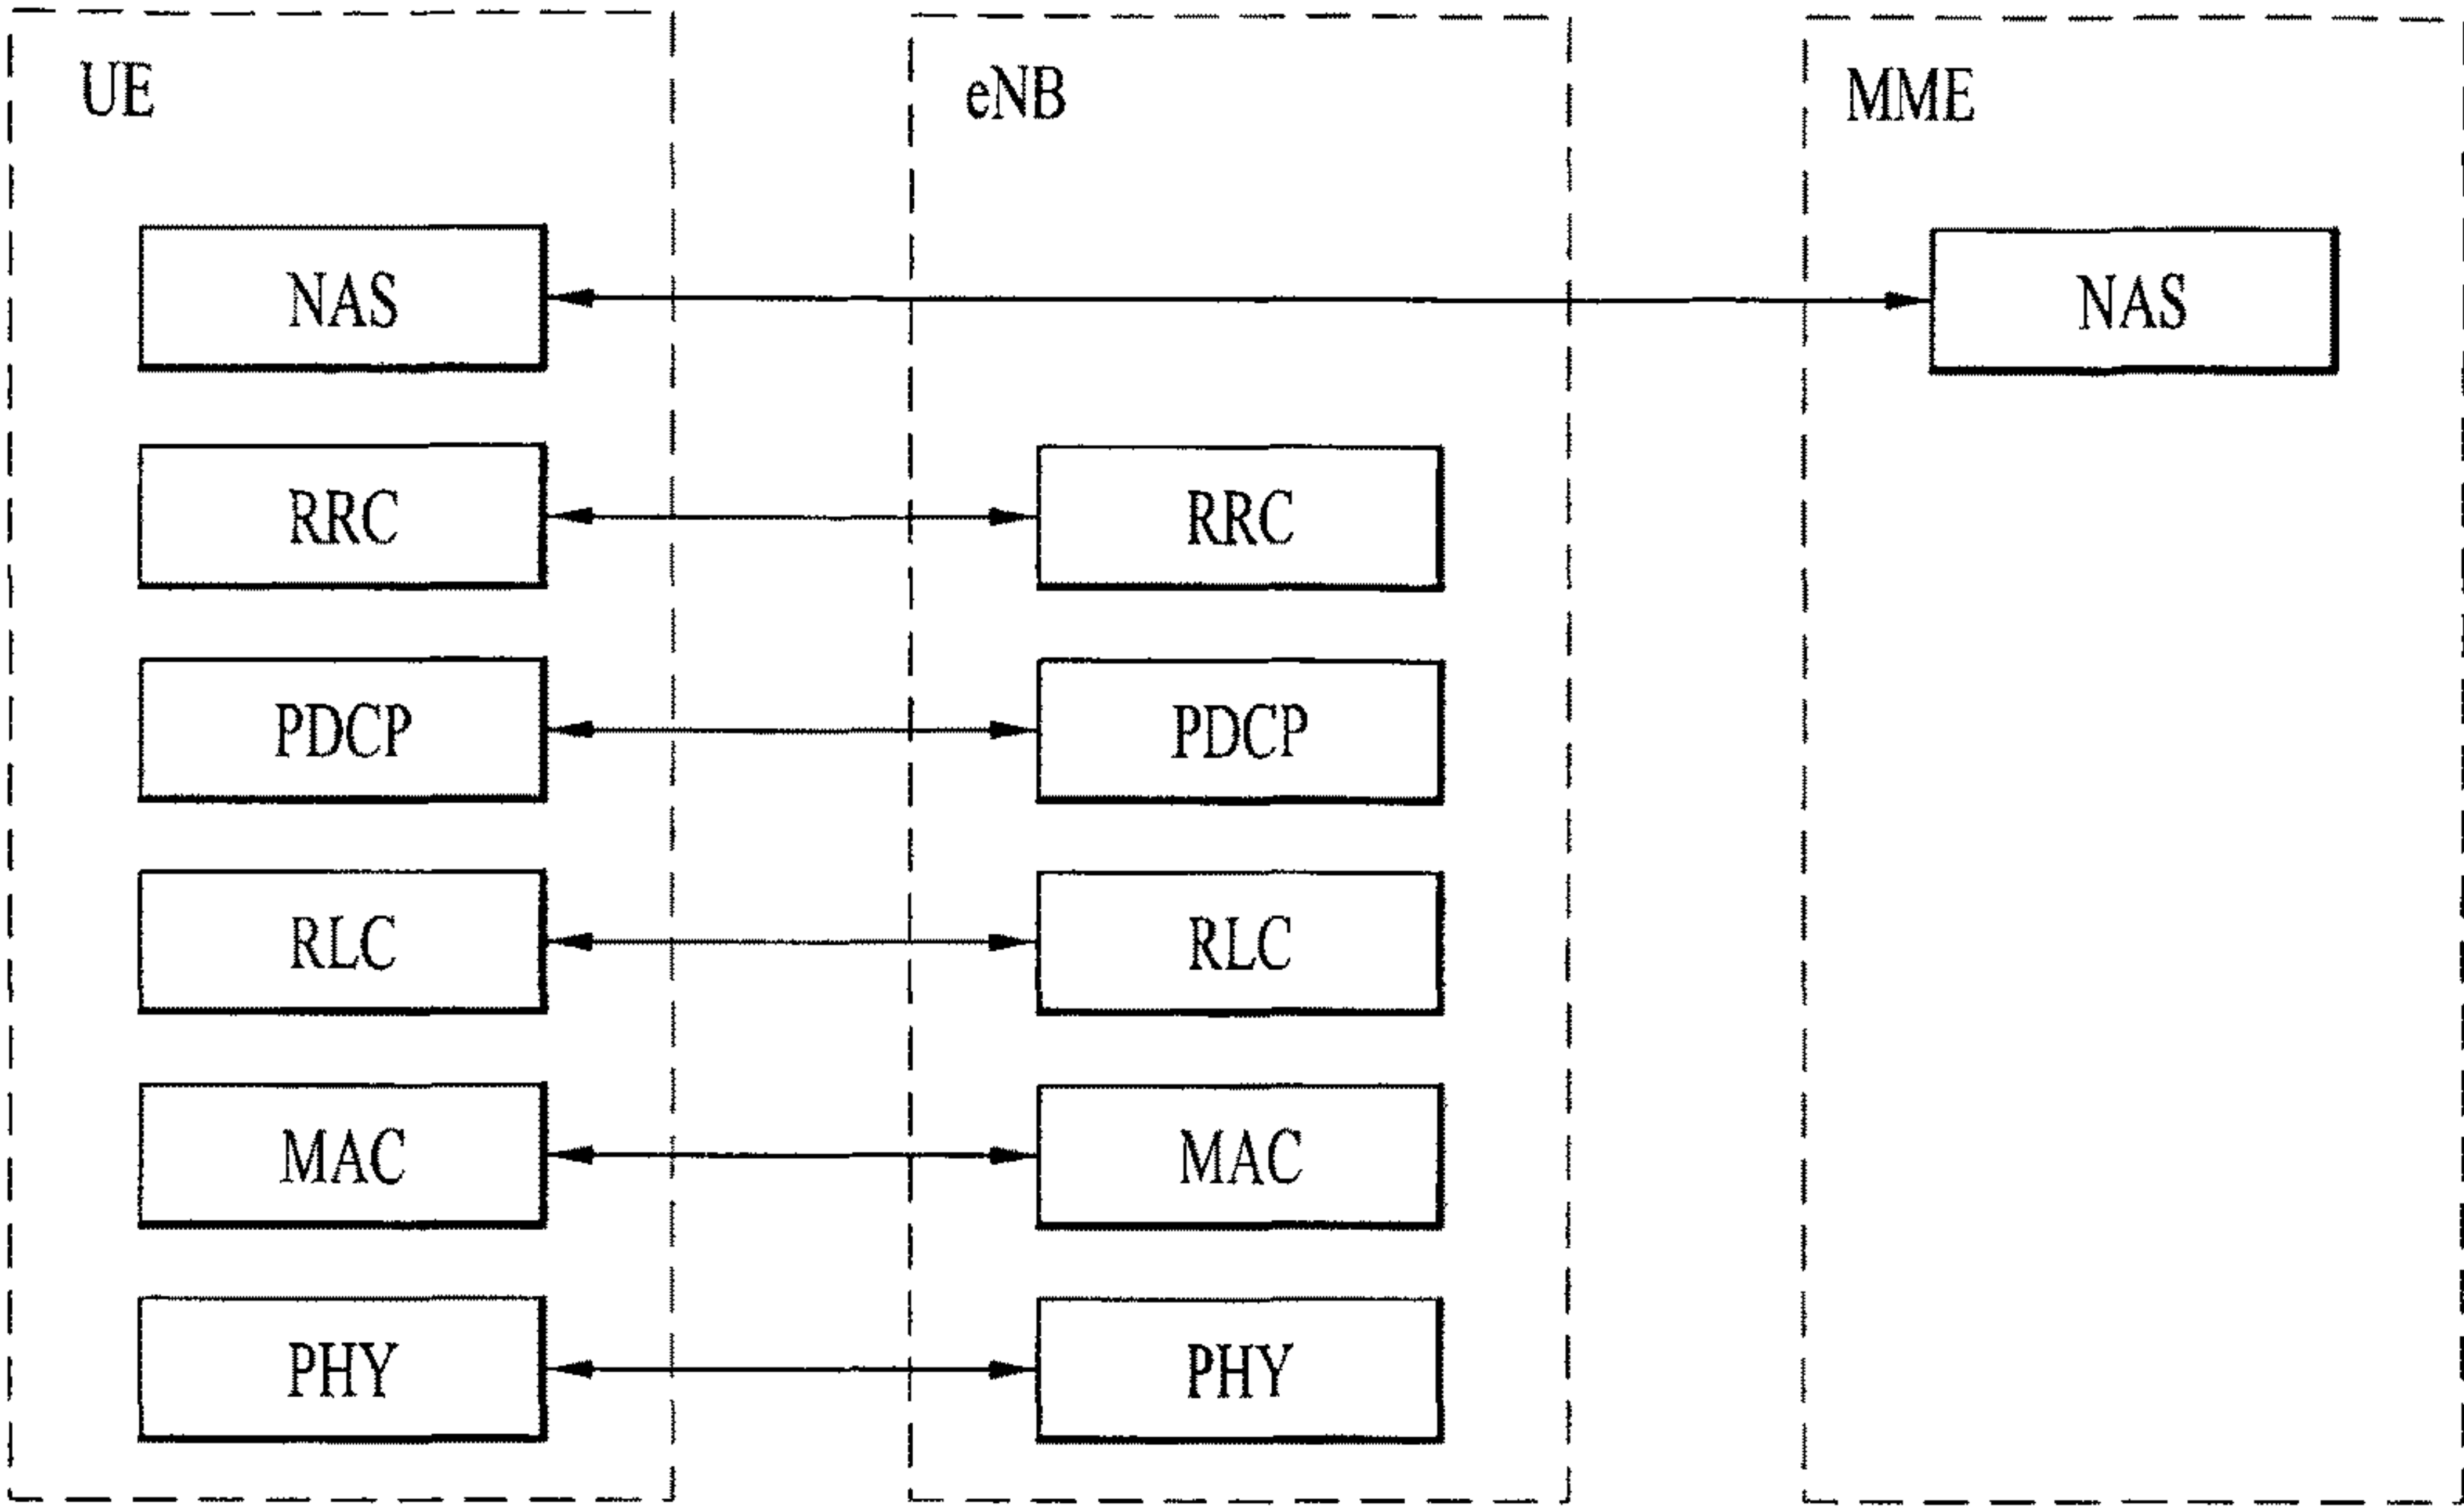 UE eNB MME
NAS NAS
RRC RRC
PDCP PDCP
RLC RLC
MAC MAC
PHY PHY